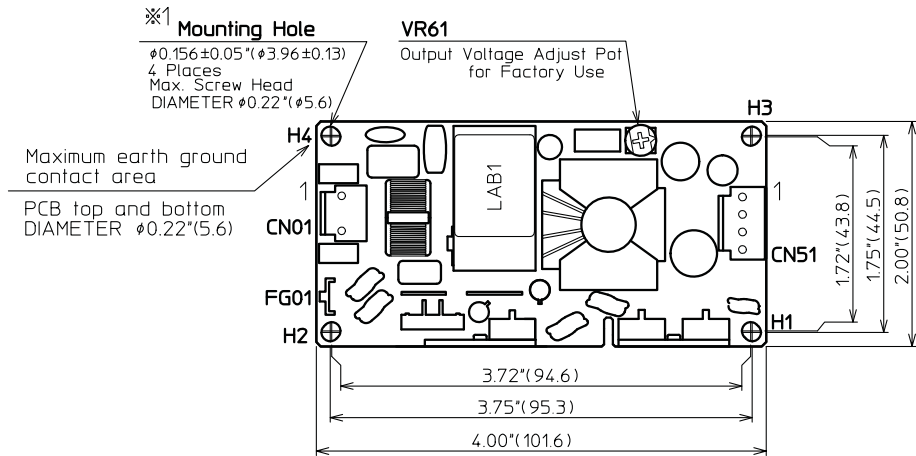 ※1 Mounting Hole
φ0.156±0.05"(φ3.96±0.13)
4 Places
Max. Screw Head
DIAMETER φ0.22"(φ5.6)
VR61
Output Voltage Adjust Pot
for Factory Use
H3
H4
Maximum earth ground
contact area
PCB top and bottom
DIAMETER φ0.22"(5.6)
1
CN01
LAB1
1
CN51
FG01
H2
H1
1.72"(43.8)
1.75"(44.5)
2.00"(50.8)
3.72"(94.6)
3.75"(95.3)
4.00"(101.6)